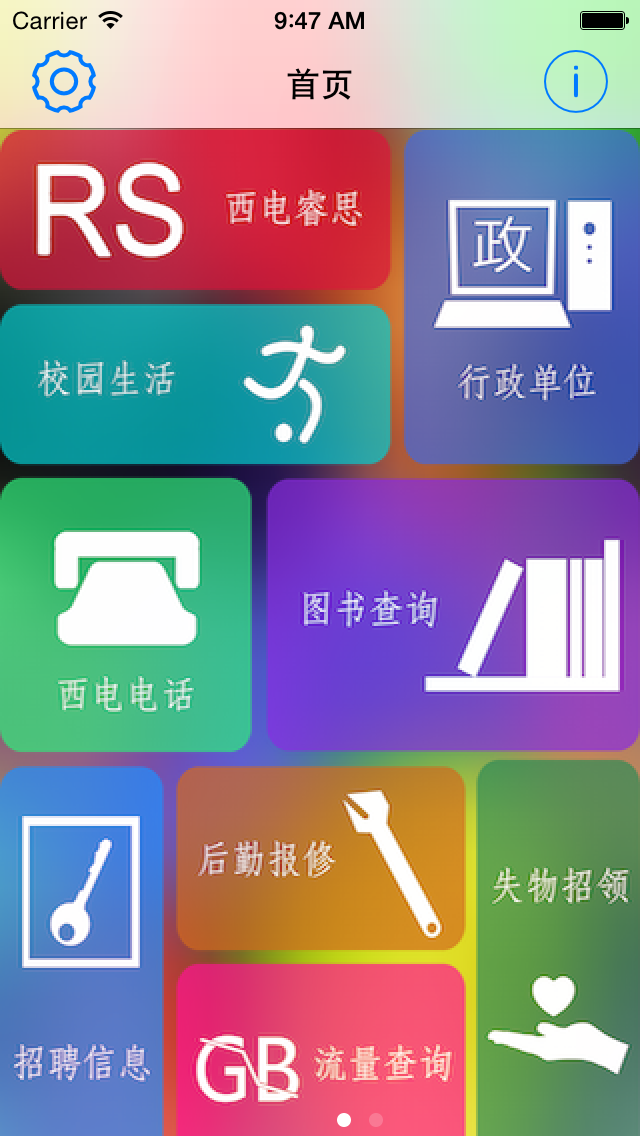 Carrier
9:47 AM
首页
i
RS
西电睿思
政
行政单位
校园生活
西电电话
图书查询
后勤报修
失物招领
招聘信息
GB
流量查询